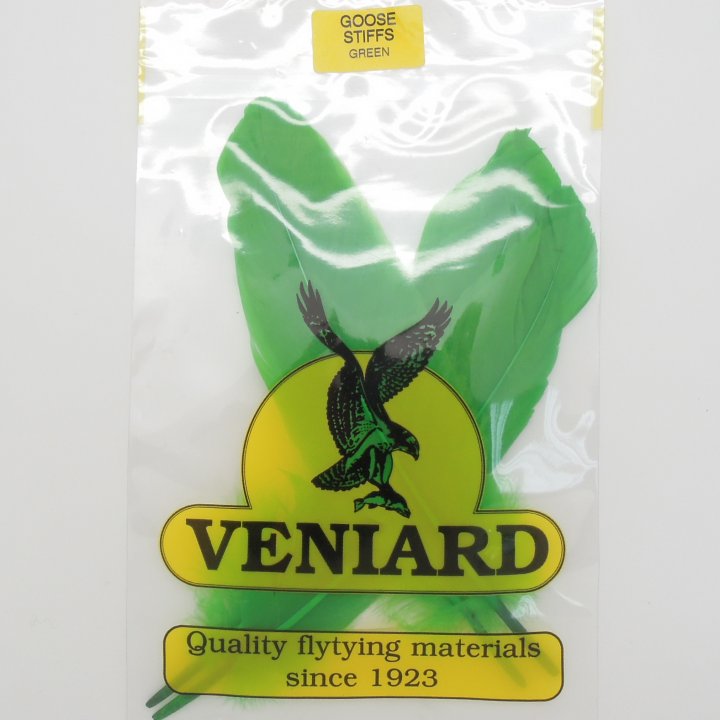 GOOSE
STIFFS
GREEN
VENIARD
Quality flytying materials
since 1923